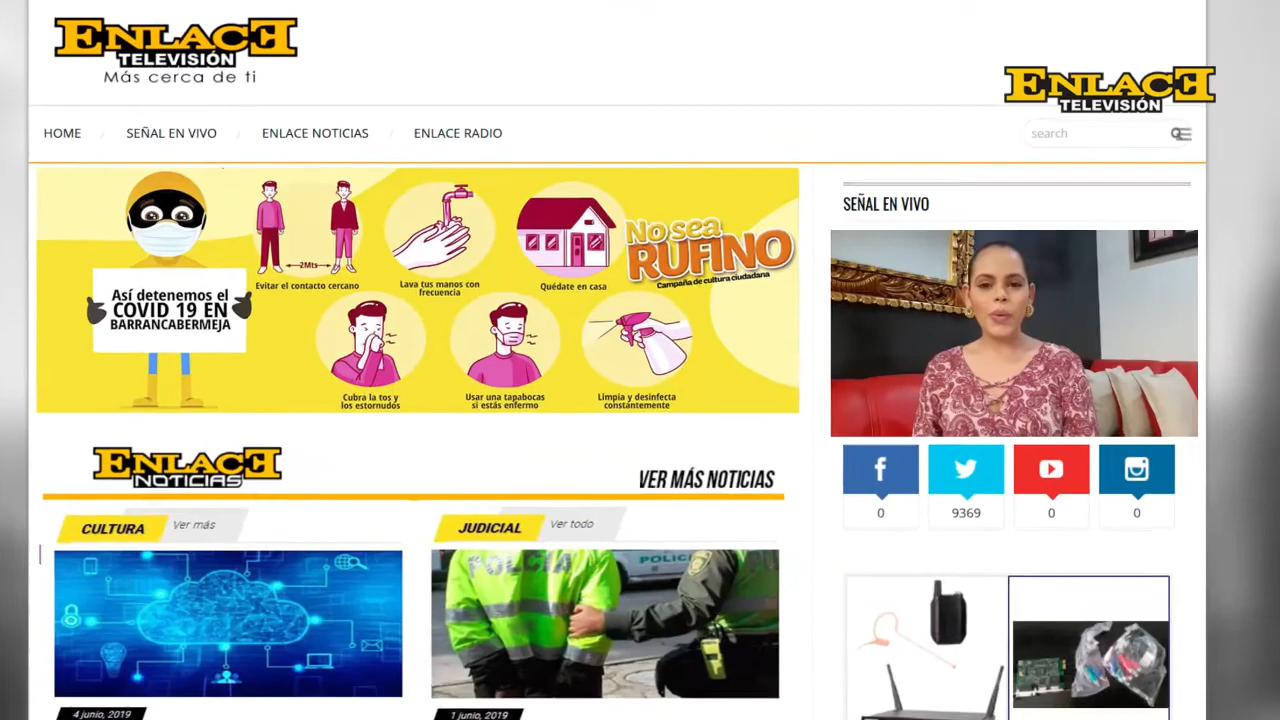 ENLACE
TELEVISIÓN
Más cerca de ti
ENLACE
TELEVISIÓN
HOME / SEÑAL EN VIVO / ENLACE NOTICIAS / ENLACE RADIO
search
Así detenemos el
COVID 19 EN
BARRANCABERMEJA
2Mts
Evitar el contacto cercano
Lava tus manos con
frecuencia
Quédate en casa
No sea
RUFINO
Campaña de cultura ciudadana
Cubra la tos y
los estornudos
Usar una tapabocas
si estás enfermo
Limpia y desinfecta
constantemente
SEÑAL EN VIVO
0
9369
0
0
ENLACE
NOTICIAS
VER MÁS NOTICIAS
CULTURA
Ver más
JUDICIAL
Ver todo
POLICIA
POLICI
4 junio, 2019
1 junio, 2019